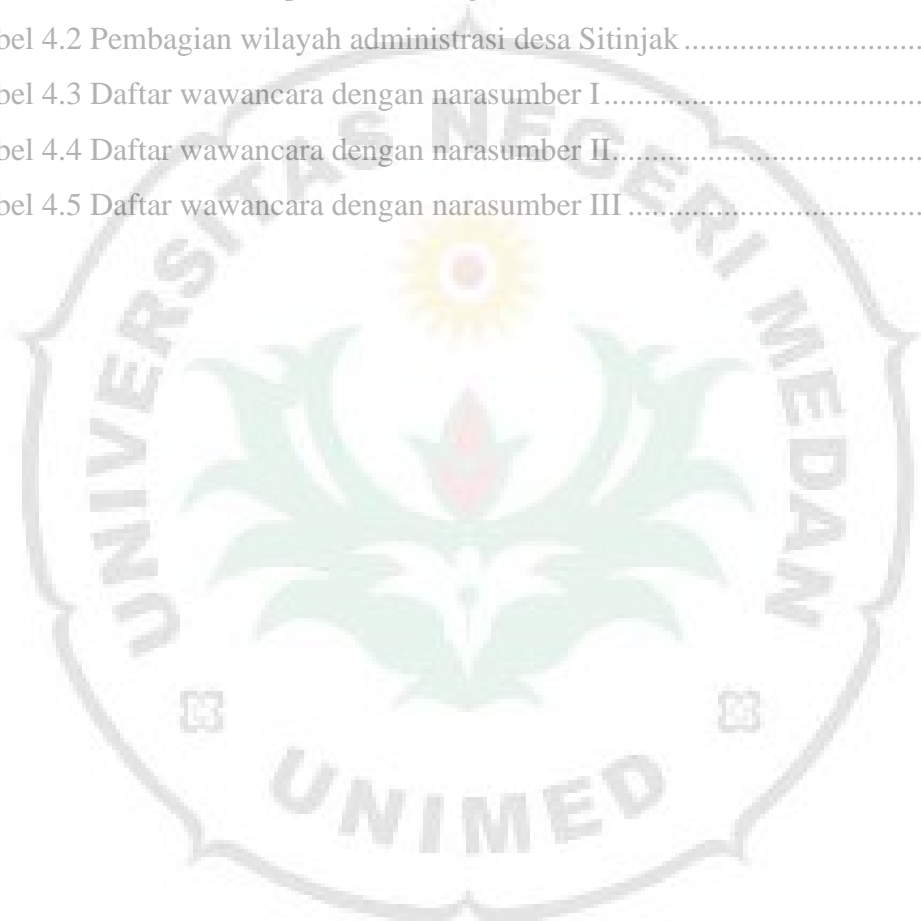 bel 4.2 Pembagian wilayah administrasi desa Sitinjak ..............................
bel 4.3 Daftar wawancara dengan narasumber I ........................................
bel 4.4 Daftar wawancara dengan narasumber II.......................................
bel 4.5 Daftar wawancara dengan narasumber III ....................................
UNIVERSITAS NEGERI MEDAN
UNIMED